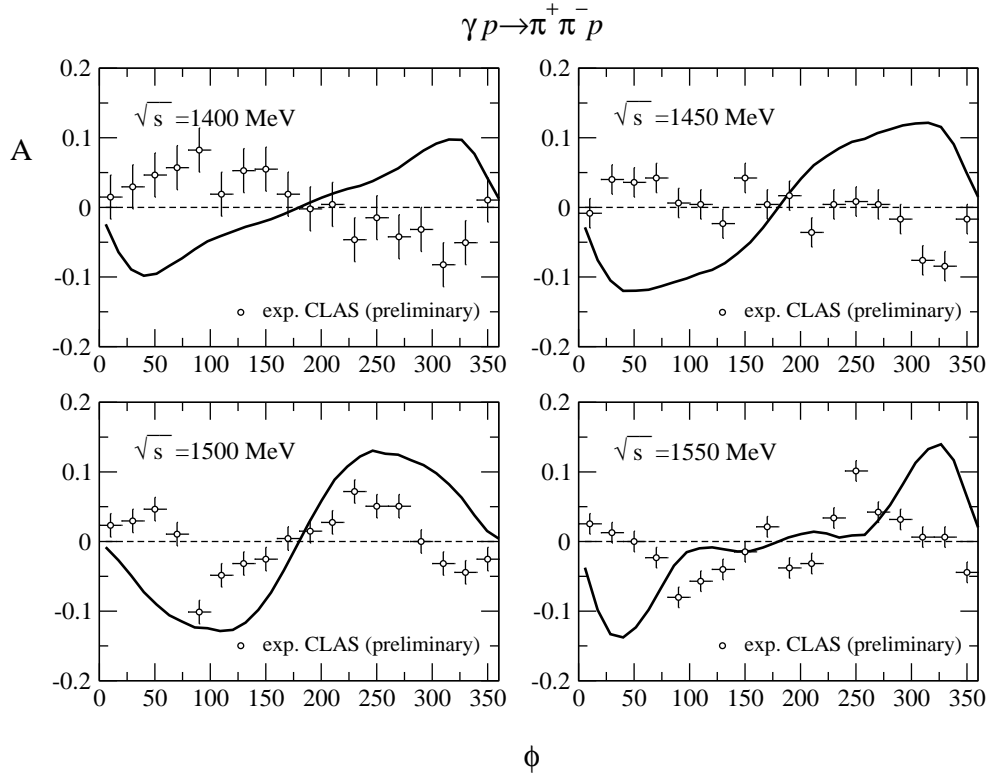 γ p→π⁺π⁻p
A
√s =1400 MeV
0.2
0.1
0
-0.1
-0.2
exp. CLAS (preliminary)
0 50 100 150 200 250 300 350
√s =1450 MeV
0.2
0.1
0
-0.1
-0.2
exp. CLAS (preliminary)
0 50 100 150 200 250 300 350
√s =1500 MeV
0.2
0.1
0
-0.1
-0.2
exp. CLAS (preliminary)
0 50 100 150 200 250 300 350
√s =1550 MeV
0.2
0.1
0
-0.1
-0.2
exp. CLAS (preliminary)
0 50 100 150 200 250 300 350
ϕ